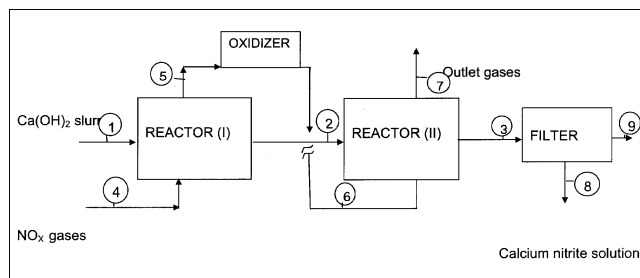 OXIDIZER
5
Outlet gases
7
Ca(OH)₂ slurr
1
REACTOR (I)
2
REACTOR (II)
3
FILTER
9
4
6
8
NOₓ gases
Calcium nitrite solution